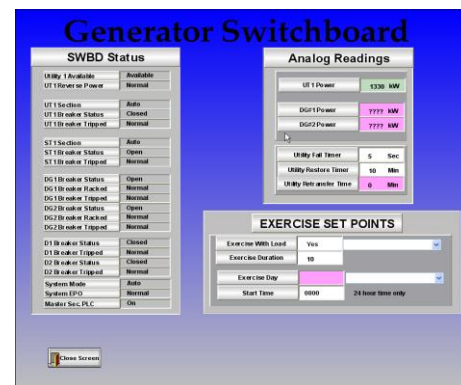 Generator Switchboard
SWBD Status
Utility 1 Available Available
UT1 Reverse Power Normal
UT1 Section Auto
UT1 Breaker Status Closed
UT1 Breaker Tripped Normal
ST1 Section Auto
ST1 Breaker Status Open
ST1 Breaker Tripped Normal
DG1 Breaker Status Open
DG1 Breaker Racked Normal
DG1 Breaker Tripped Normal
DG2 Breaker Status Open
DG2 Breaker Racked Normal
DG2 Breaker Tripped Normal
D1 Breaker Status Closed
D1 Breaker Tripped Normal
D2 Breaker Status Closed
D2 Breaker Tripped Normal
System Mode Auto
System EPO Normal
Master Sec. PLC On
Close Screen
Analog Readings
UT1 Power 1330 kW
DG#1 Power ???? kW
DG#2 Power ???? kW
Utility Fail Timer 5 Sec
Utility Restore Timer 10 Min
Utility Retransfer Time 0 Min
EXERCISE SET POINTS
Exercise With Load Yes
Exercise Duration 10
Exercise Day
Start Time 0800 24 hour time only